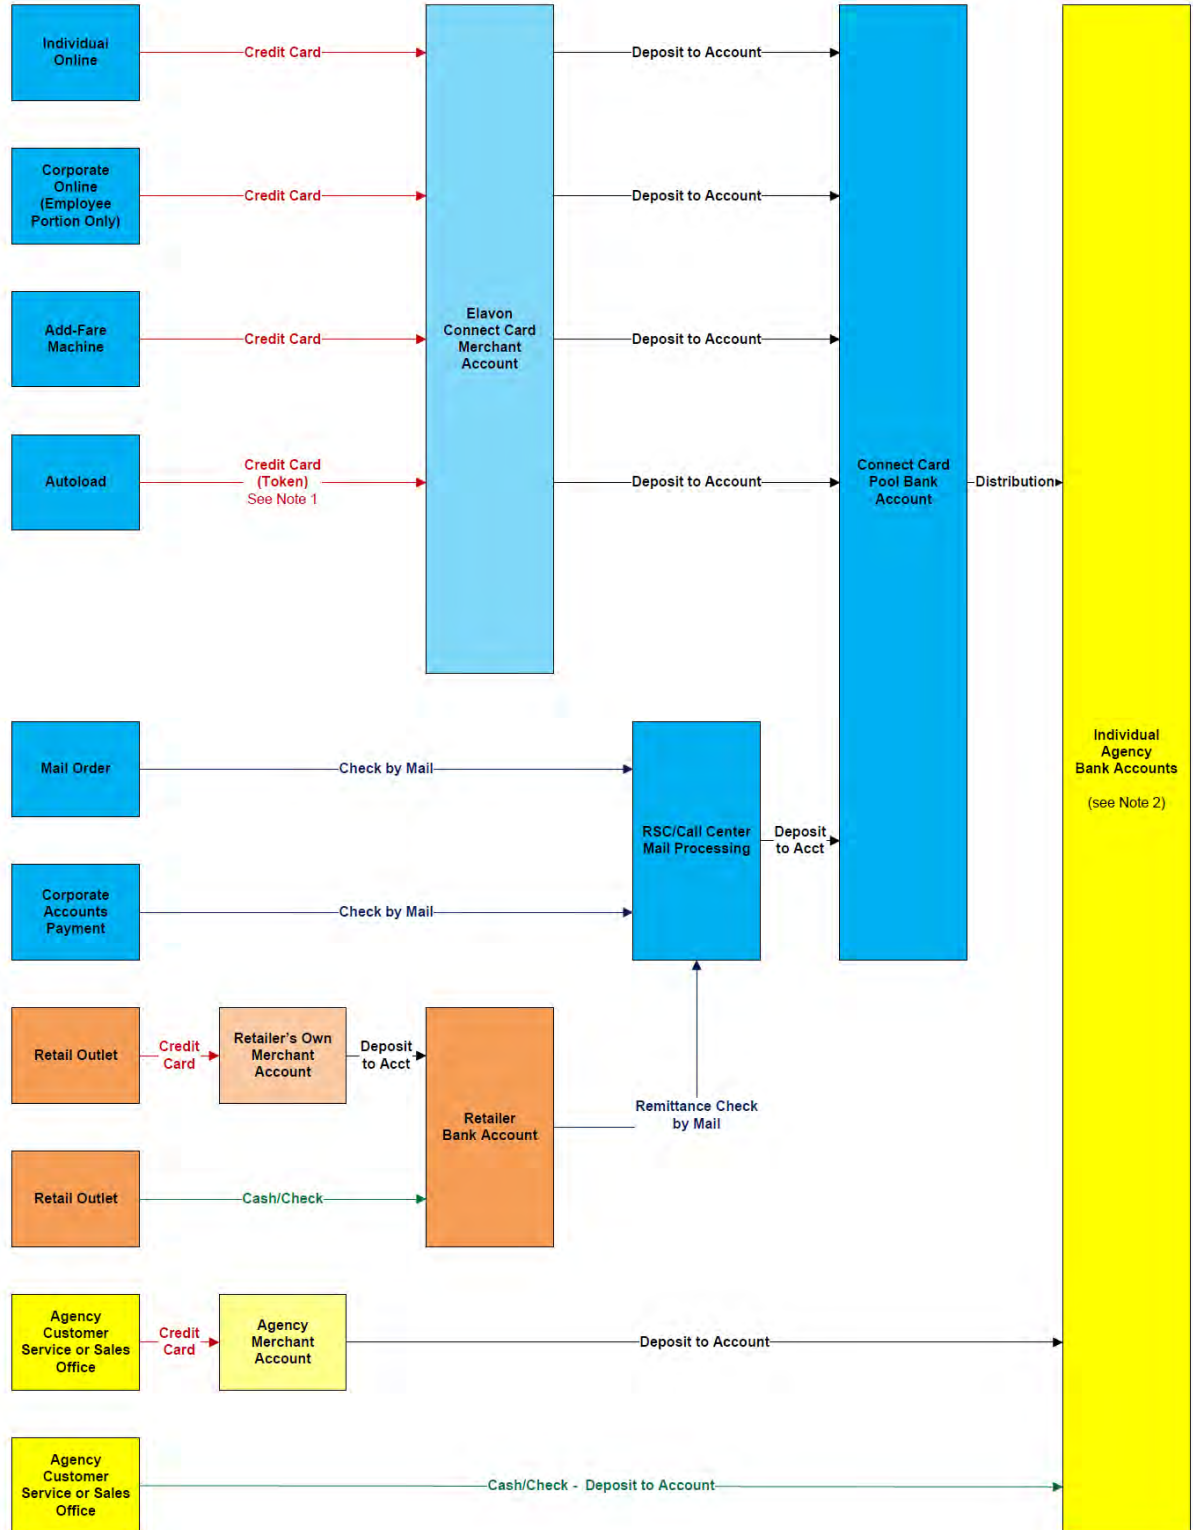 Individual
Online
Credit Card
Deposit to Account
Corporate
Online
(Employee
Portion Only)
Credit Card
Deposit to Account
Add-Fare
Machine
Credit Card
Elavon
Connect Card
Merchant
Account
Deposit to Account
Autoload
Credit Card
(Token)
See Note 1
Deposit to Account
Connect Card
Pool Bank
Account
Distribution
Mail Order
Check by Mail
RSC/Call Center
Mail Processing
Deposit
to Acct
Individual
Agency
Bank Accounts
(see Note 2)
Corporate
Accounts
Payment
Check by Mail
Retail Outlet
Credit
Card
Retailer's Own
Merchant
Account
Deposit
to Acct
Retailer
Bank Account
Remittance Check
by Mail
Retail Outlet
Cash/Check
Agency
Customer
Service or Sales
Office
Credit
Card
Agency
Merchant
Account
Deposit to Account
Agency
Customer
Service or Sales
Office
Cash/Check - Deposit to Account